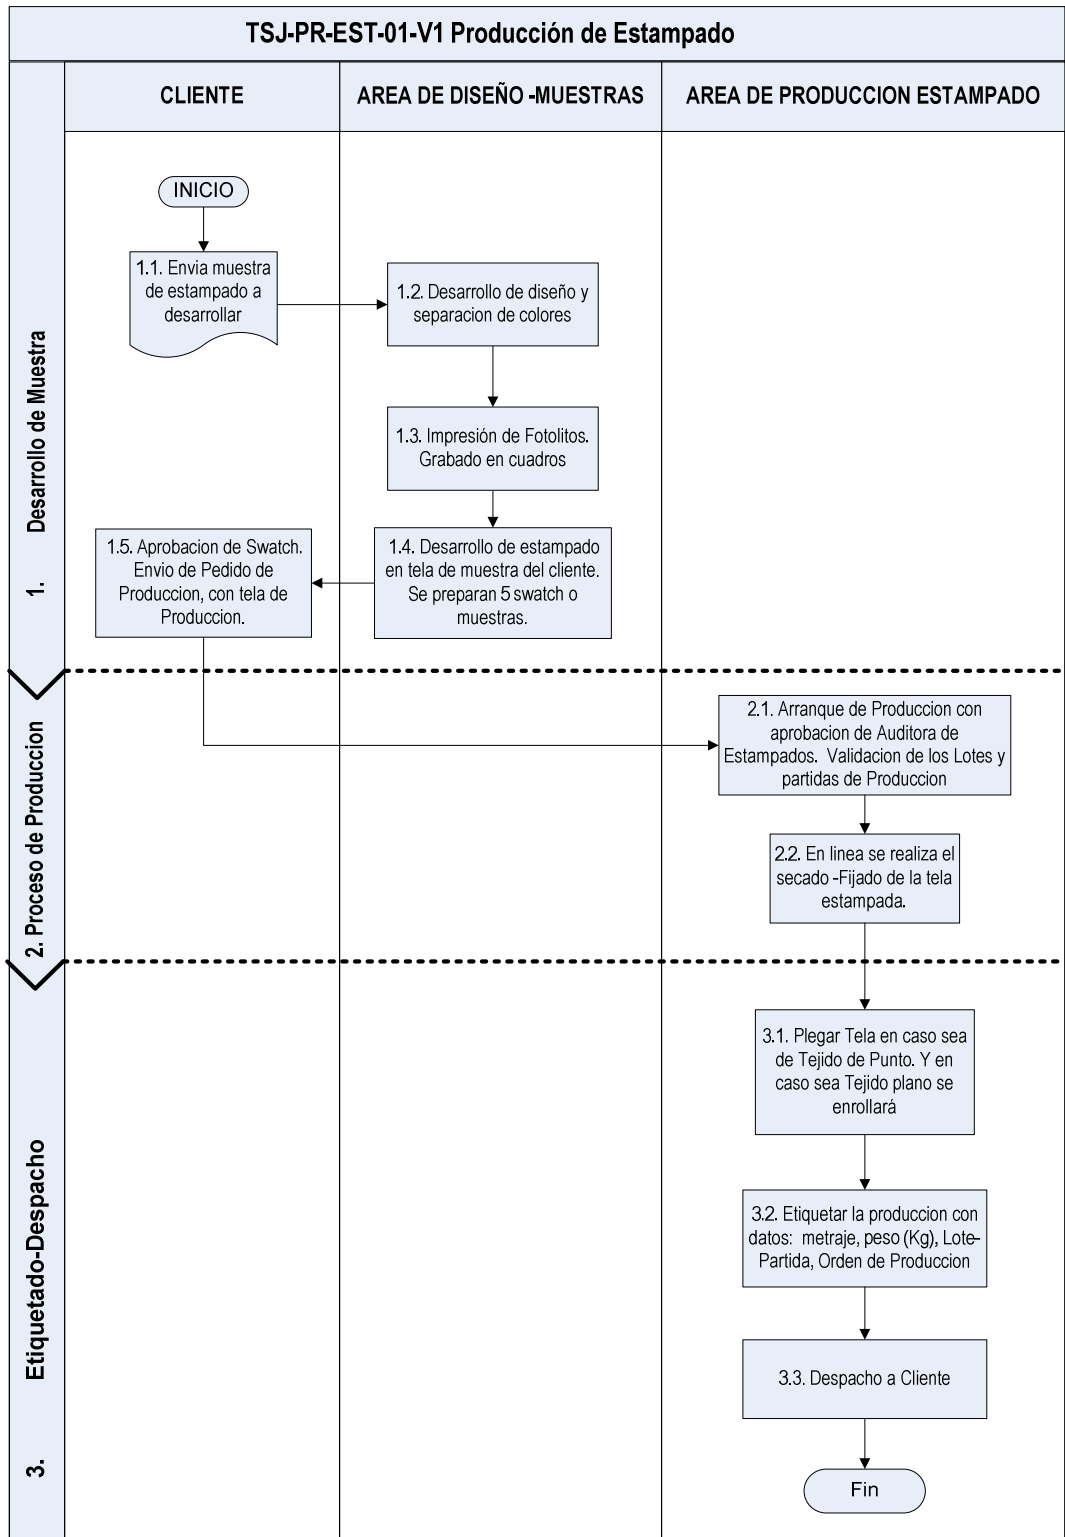 TSJ-PR-EST-01-V1 Producción de Estampado
CLIENTE
AREA DE DISEÑO -MUESTRAS
AREA DE PRODUCCION ESTAMPADO
1. Desarrollo de Muestra
INICIO
1.1. Envia muestra
de estampado a
desarrollar
1.2. Desarrollo de diseño y
separacion de colores
1.3. Impresión de Fotolitos.
Grabado en cuadros
1.4. Desarrollo de estampado
en tela de muestra del cliente.
Se preparan 5 swatch o
muestras.
1.5. Aprobacion de Swatch.
Envio de Pedido de
Produccion, con tela de
Produccion.
2. Proceso de Produccion
2.1. Arranque de Produccion con
aprobacion de Auditora de
Estampados. Validacion de los Lotes y
partidas de Produccion
2.2. En linea se realiza el
secado -Fijado de la tela
estampada.
3. Etiquetado-Despacho
3.1. Plegar Tela en caso sea
de Tejido de Punto. Y en
caso sea Tejido plano se
enrollará
3.2. Etiquetar la produccion con
datos: metraje, peso (Kg), Lote-
Partida, Orden de Produccion
3.3. Despacho a Cliente
Fin